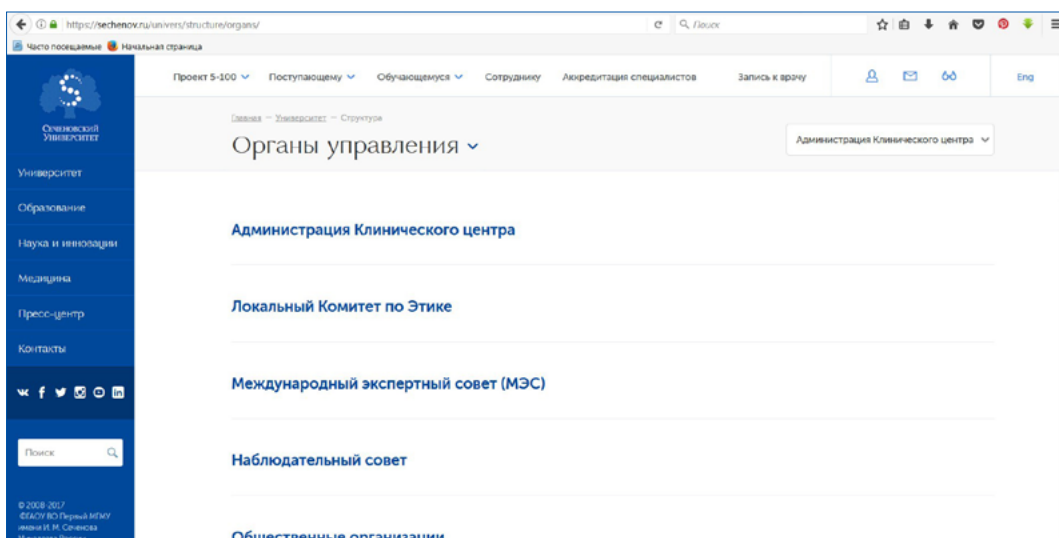 https://sechenov.ru/univers/structure/organs/
Поиск
Часто посещаемые Начальная страница
Сеченовский
Университет
Проект 5-100 Поступающему Обучающемуся Сотруднику Аккредитация специалистов Запись к врачу Eng
Главная — Университет — Структура
Органы управления
Администрация Клинического центра
Университет
Образование
Наука и инновации
Медицина
Пресс-центр
Контакты
Поиск
© 2008-2017
ФГАОУ ВО Первый МГМУ
имени И. М. Сеченова
Администрация Клинического центра
Локальный Комитет по Этике
Международный экспертный совет (МЭС)
Наблюдательный совет
Общественные организации